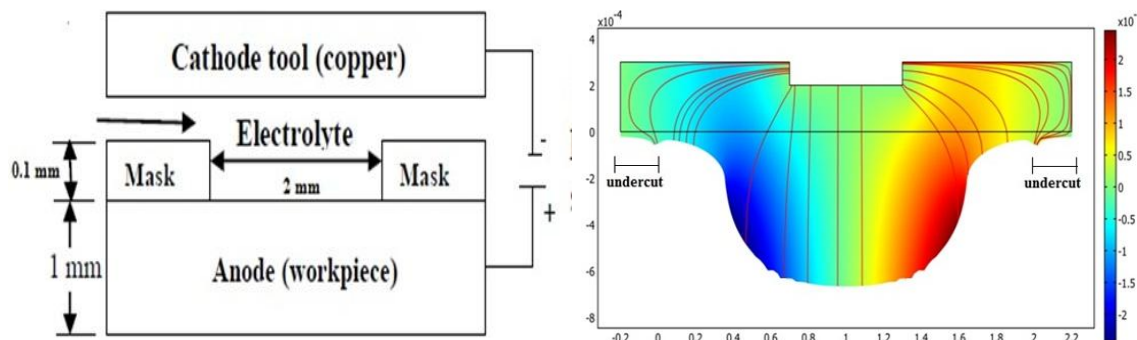 Cathode tool (copper)
Electrolyte
-
0.1 mm
Mask
2 mm
Mask
+
1 mm
Anode (workpiece)
x10⁻⁴
4
2
0
-2
-4
-6
-8
undercut
undercut
-0.2 0 0.2 0.4 0.6 0.8 1 1.2 1.4 1.6 1.8 2 2.2
x10⁻
2
1.5
1
0.5
0
-0.5
-1
-1.5
-2